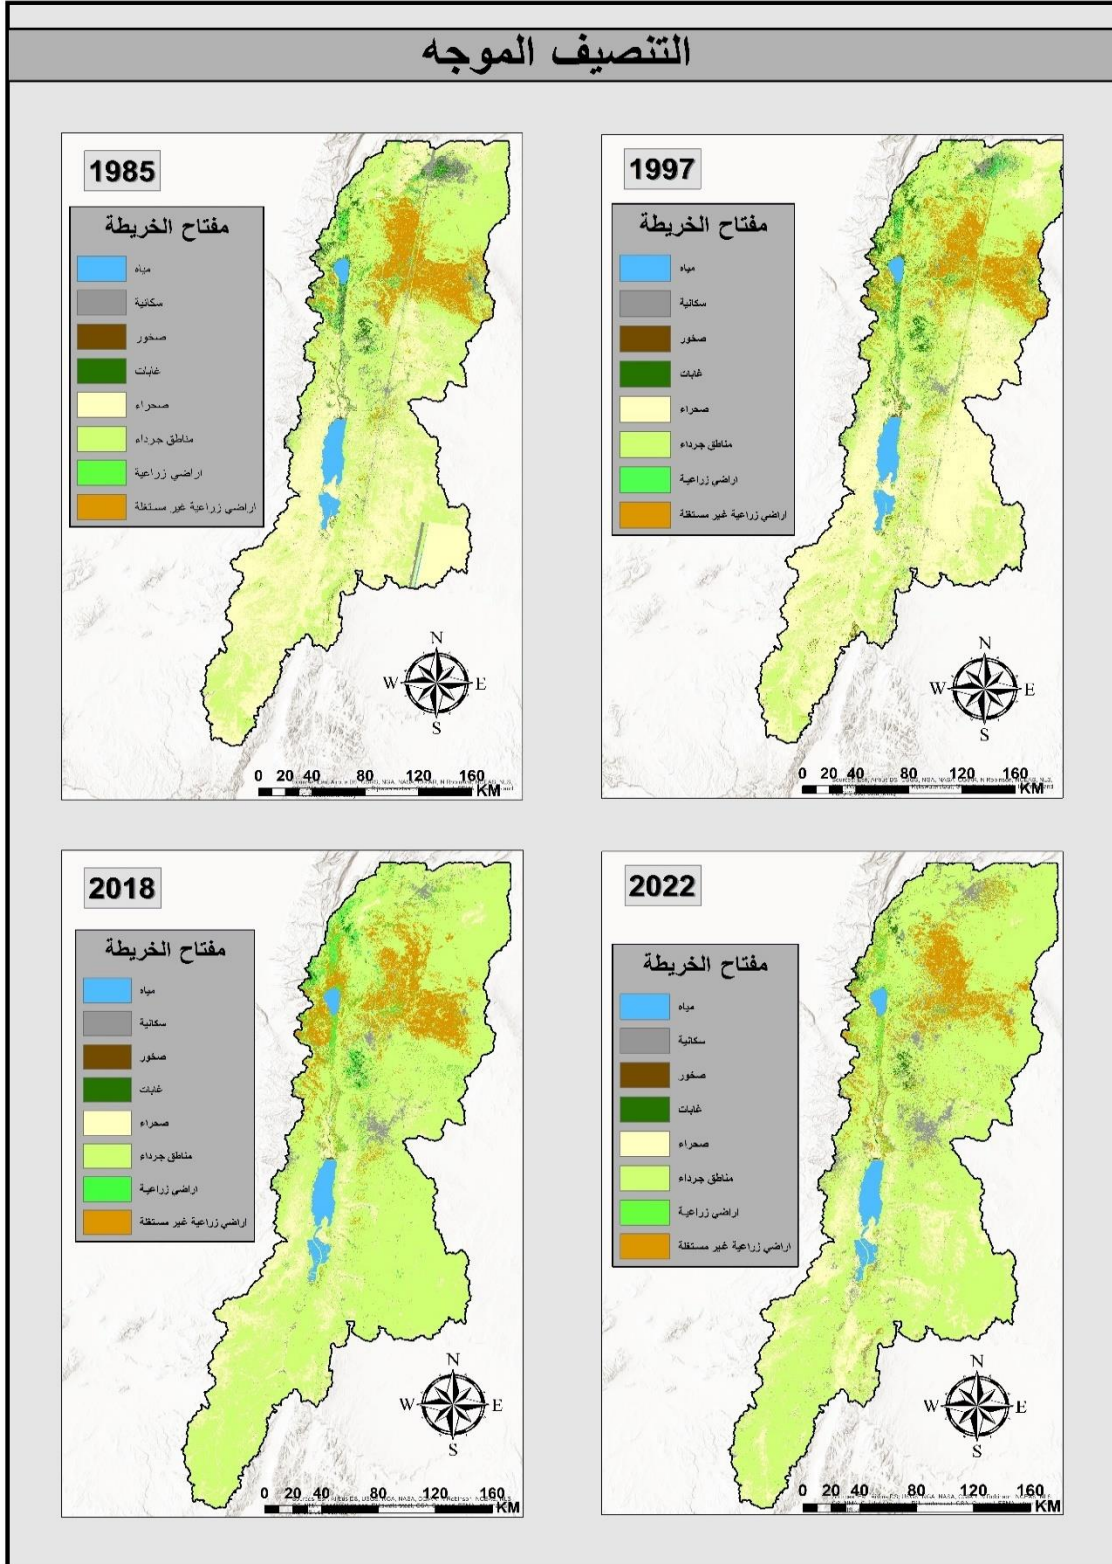 التنصيف الموجه
1985
مفتاح الخريطة
مياه
سكانية
صخور
غابات
صحراء
مناطق جرداء
اراضي زراعية
اراضي زراعية غير مستغلة
N
W E
S
0 20 40 80 120 160
KM
1997
مفتاح الخريطة
مياه
سكانية
صخور
غابات
صحراء
مناطق جرداء
اراضي زراعية
اراضي زراعية غير مستغلة
N
W E
S
0 20 40 80 120 160
KM
2018
مفتاح الخريطة
مياه
سكانية
صخور
غابات
صحراء
مناطق جرداء
اراضي زراعية
اراضي زراعية غير مستغلة
N
W E
S
0 20 40 80 120 160
KM
2022
مفتاح الخريطة
مياه
سكانية
صخور
غابات
صحراء
مناطق جرداء
اراضي زراعية
اراضي زراعية غير مستغلة
N
W E
S
0 20 40 80 120 160
KM